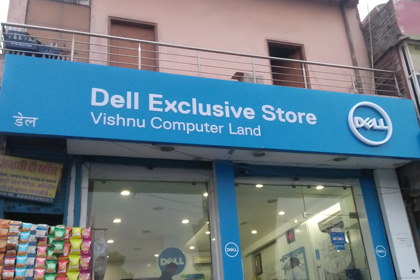 Dell Exclusive Store
Vishnu Computer Land
DELL
डेल
DELL
DELL
DELL